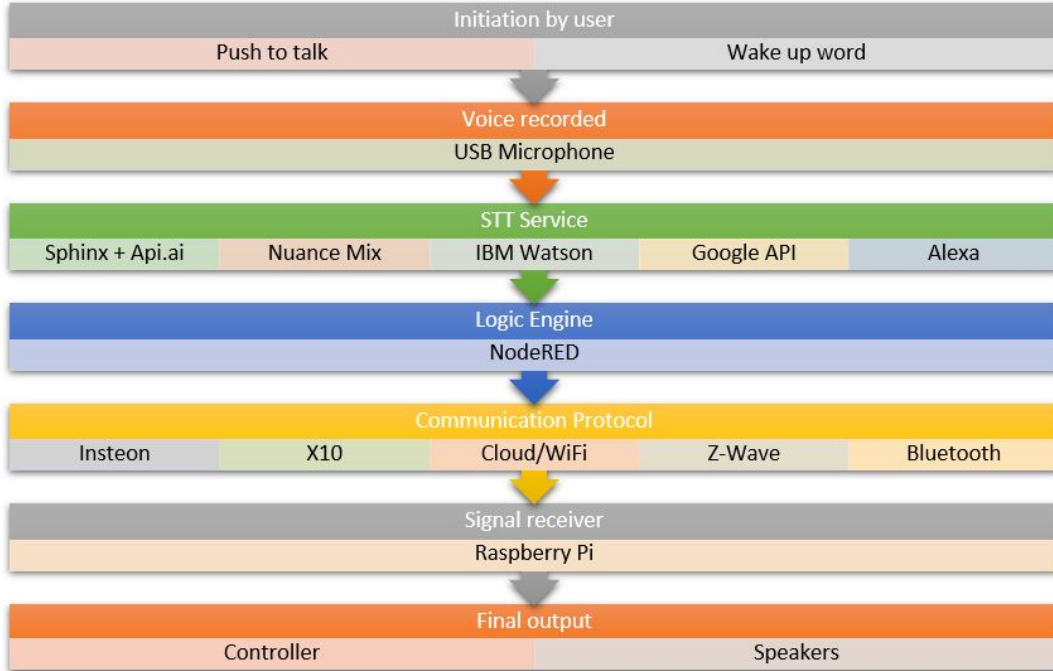 Initiation by user
Push to talk Wake up word
Voice recorded
USB Microphone
STT Service
Sphinx + Api.ai Nuance Mix IBM Watson Google API Alexa
Logic Engine
NodeRED
Communication Protocol
Insteon X10 Cloud/WiFi Z-Wave Bluetooth
Signal receiver
Raspberry Pi
Final output
Controller Speakers